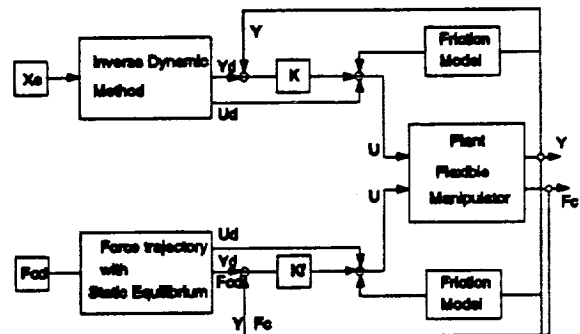 Y
Friction
Model
Inverse Dynamic
Method
Yd
K
Ud
U
Plant
Flexible
Manipulator
Y
Fc
U
Fcd
Force trajectory
with
Static Equilibrium
Ud
Yd
Fcd
Kf
Y Fc
Friction
Model